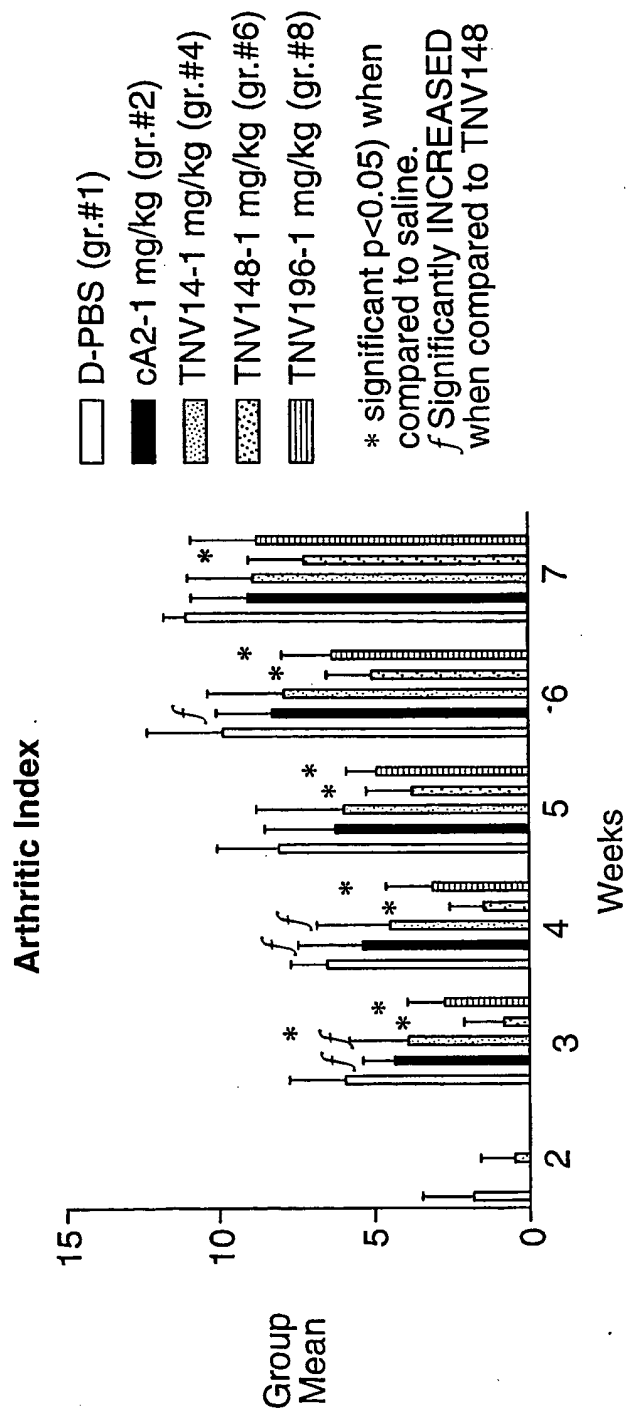 Arthritic Index
Group
Mean
15
10
5
0
2
3
4
5
6
7
Weeks
* f f * *
f f * *
* *
f * *
*
D-PBS (gr.#1)
cA2-1 mg/kg (gr.#2)
TNV14-1 mg/kg (gr.#4)
TNV148-1 mg/kg (gr.#6)
TNV196-1 mg/kg (gr.#8)
* significant p<0.05) when
compared to saline.
f Significantly INCREASED
when compared to TNV148